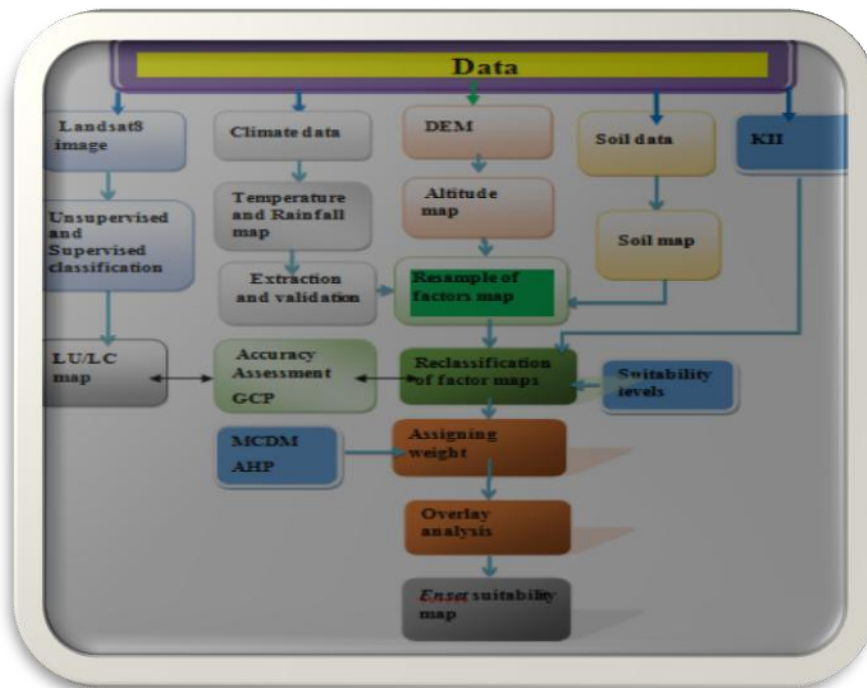 Data
Landsat8
image
Climate data
DEM
Soil data
KII
Unsupervised
and
Supervised
classification
Temperature
and Rainfall
map
Altitude
map
Soil map
Extraction
and validation
Resample of
factors map
LU/LC
map
Accuracy
Assessment
GCP
Reclassification
of factor maps
Suitability
levels
MCDM
AHP
Assigning
weight
Overlay
analysis
Enset suitability
map